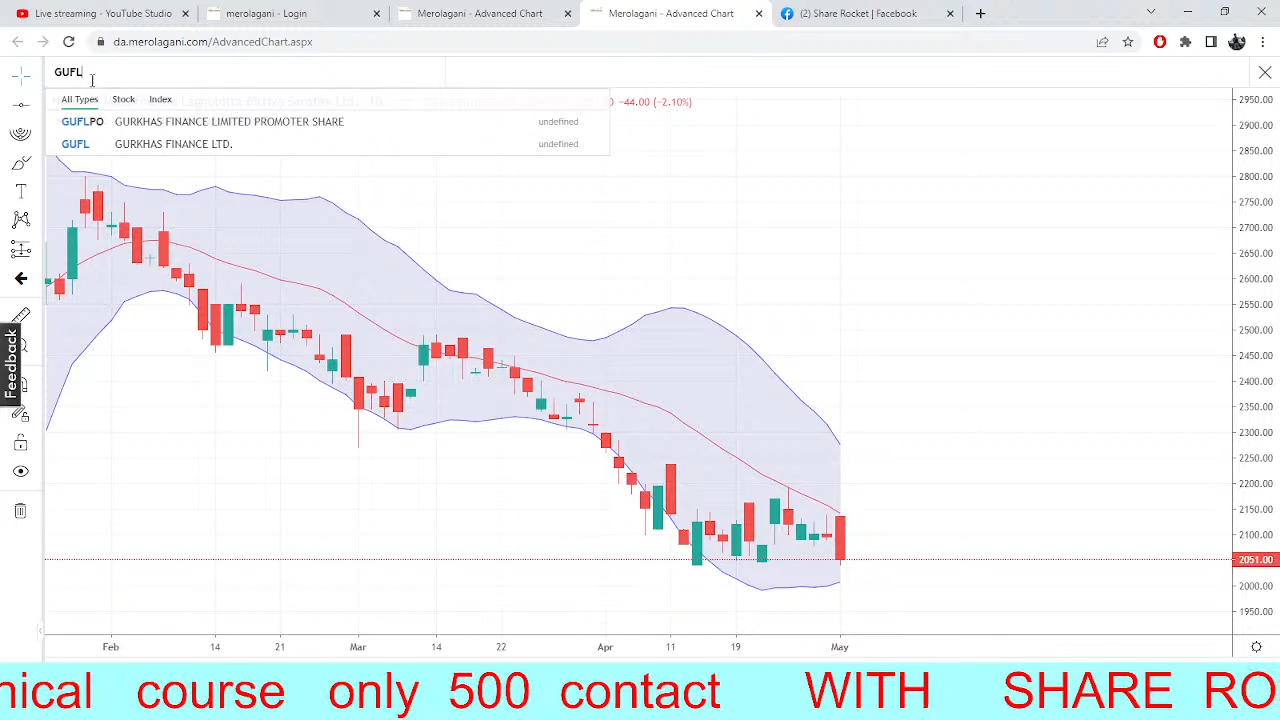 Live streaming - YouTube Studio
merolagani - Login
Merolagani - Advanced Chart
Merolagani - Advanced Chart
(2) Share Rocket | Facebook
da.merolagani.com/AdvancedChart.aspx
GUFL
All Types Stock Index
-44.00 (-2.10%)
GUFLPO GURKHAS FINANCE LIMITED PROMOTER SHARE undefined
GUFL GURKHAS FINANCE LTD. undefined
2950.00
2900.00
2850.00
2800.00
2750.00
2700.00
2650.00
2600.00
2550.00
2500.00
2450.00
2400.00
2350.00
2300.00
2250.00
2200.00
2150.00
2100.00
2051.00
2000.00
1950.00
Feedback
Feb 14 21 Mar 14 22 Apr 11 19 May
nical course only 500 contact WITH SHARE RO